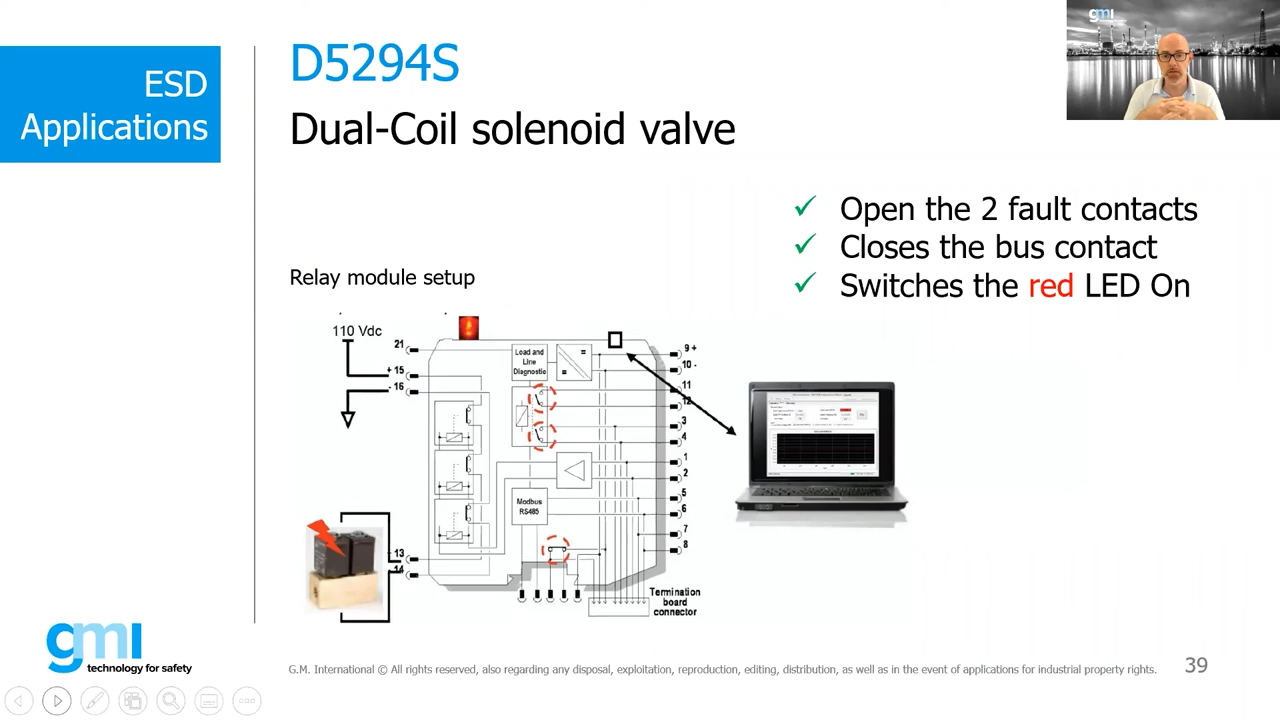 gmi
ESD
Applications
D5294S
Dual-Coil solenoid valve
✓ Open the 2 fault contacts
✓ Closes the bus contact
✓ Switches the red LED On
Relay module setup
110 Vdc
21
+ 15
- 16
Load and
Line
Diagnostic
9 +
10 -
11
12
3
4
1
2
5
6
7
8
Modbus
RS485
13
14
Termination
board
connector
gmi
technology for safety
G.M. International © All rights reserved, also regarding any disposal, exploitation, reproduction, editing, distribution, as well as in the event of applications for industrial property rights.
39